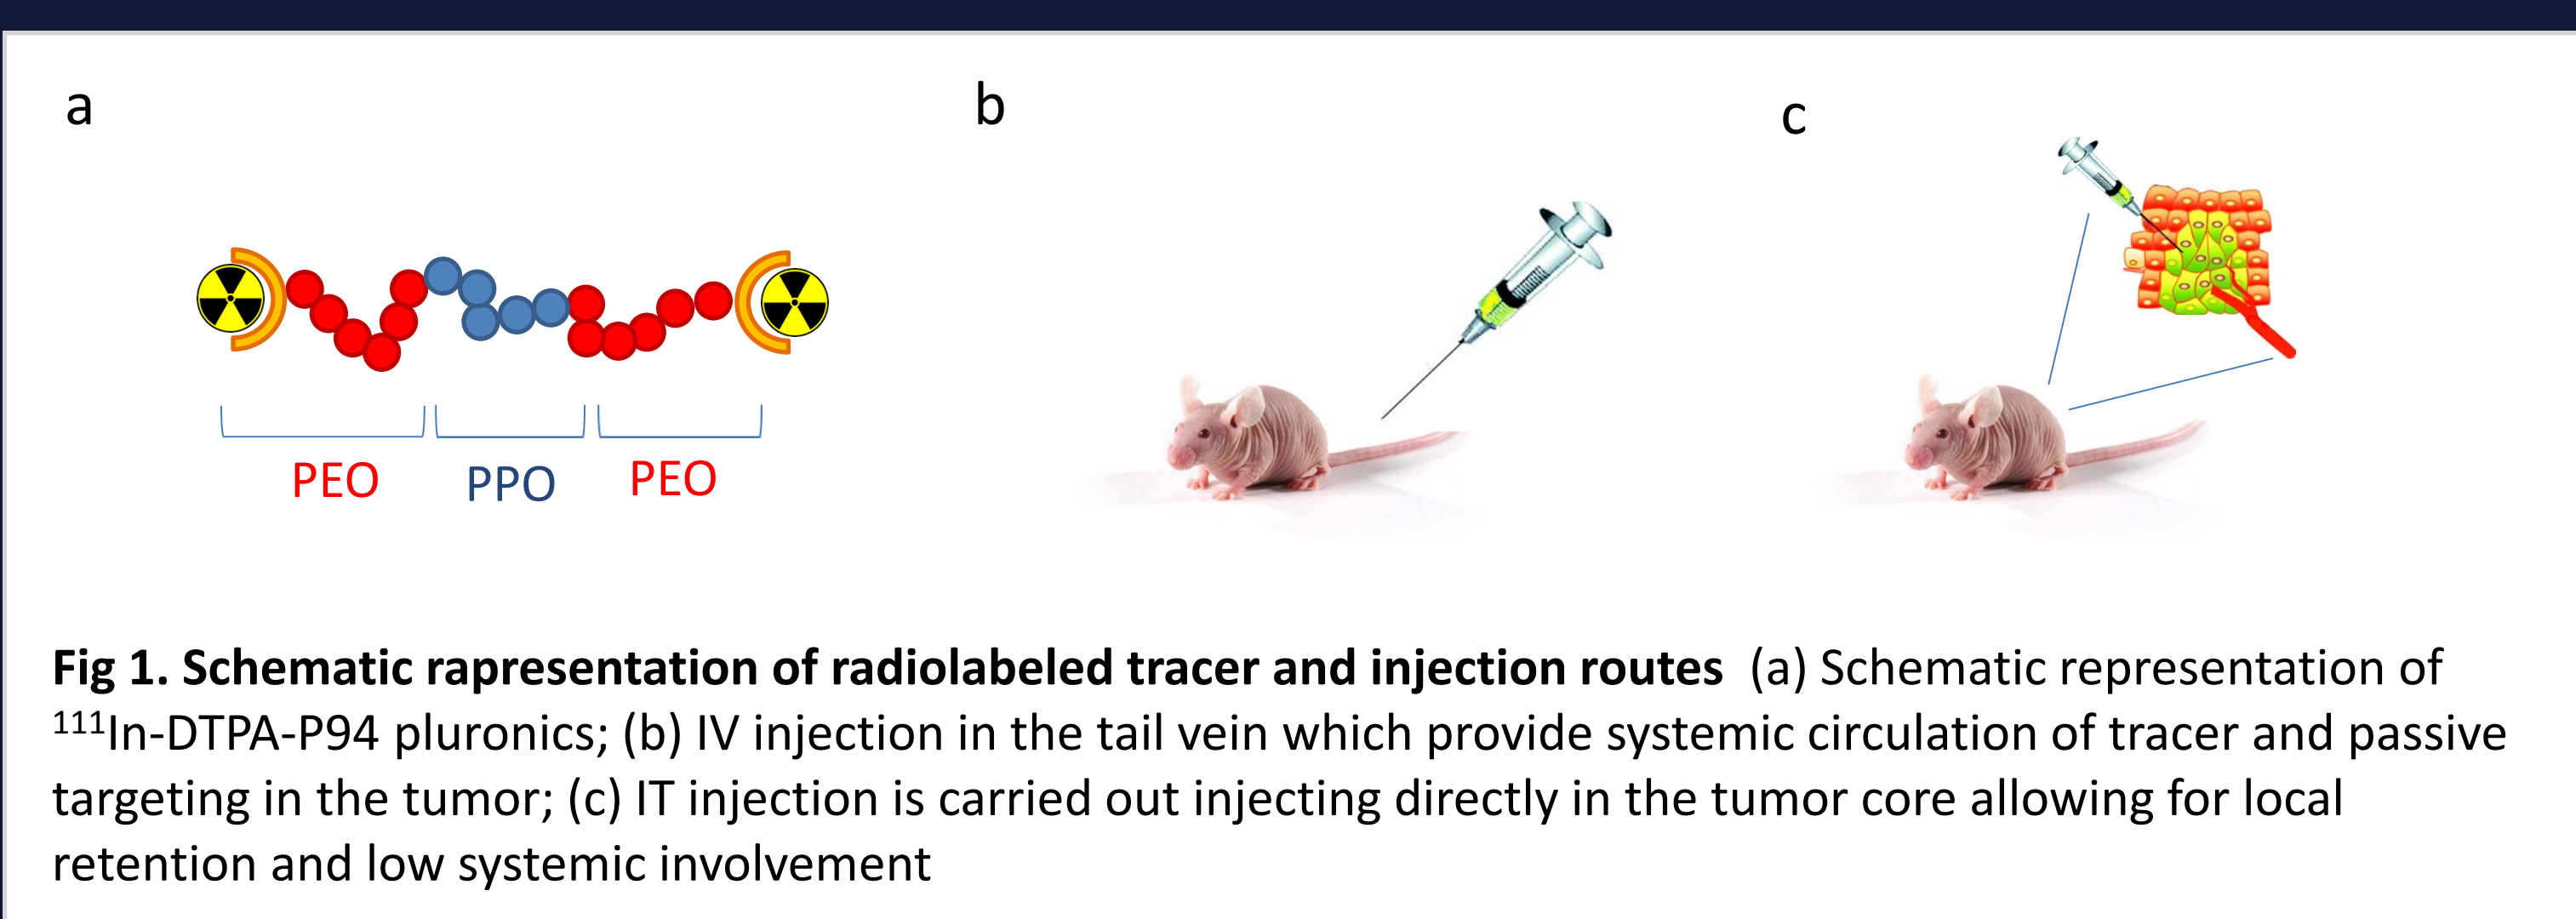 a
b
c
PEO
PPO
PEO
Fig 1. Schematic rapresentation of radiolabeled tracer and injection routes (a) Schematic representation of
¹¹¹In-DTPA-P94 pluronics; (b) IV injection in the tail vein which provide systemic circulation of tracer and passive
targeting in the tumor; (c) IT injection is carried out injecting directly in the tumor core allowing for local
retention and low systemic involvement